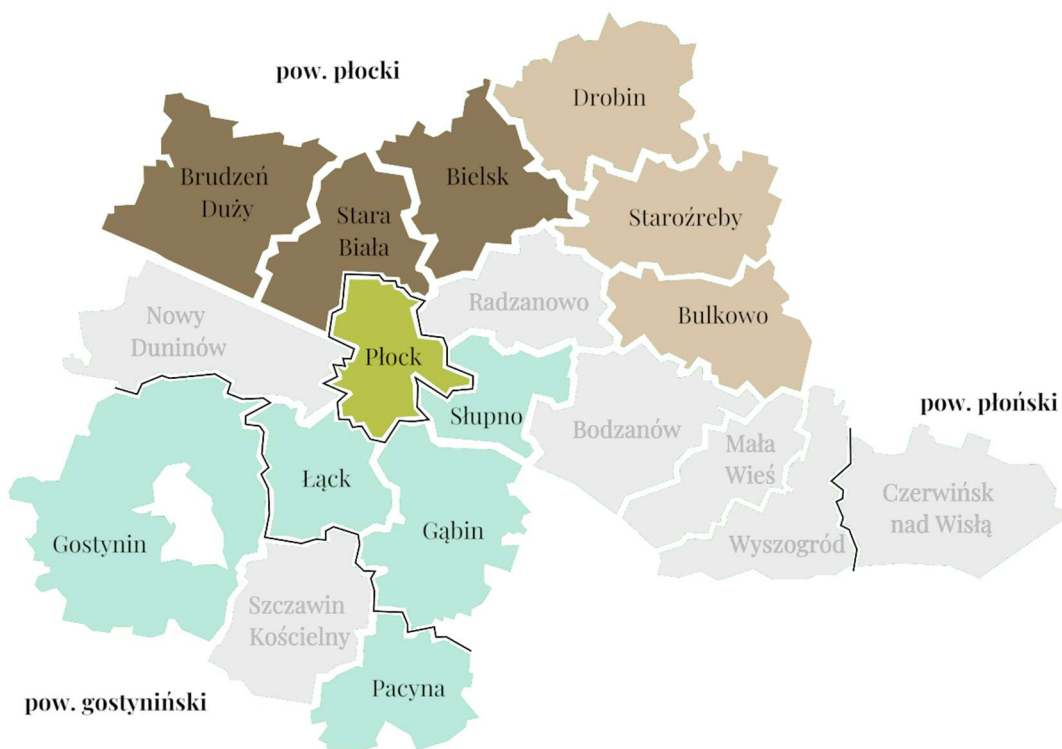 pow. płocki
Drobin
Brudzeń
Duży
Bielsk
Stara
Biała
Staroźreby
Radzanowo
Nowy
Duninów
Bulkowo
Płock
Słupno
pow. płoński
Bodzanów
Mała
Wieś
Czerwińsk
nad Wisłą
Łąck
Gąbin
Gostynin
Wyszogród
Szczawin
Kościelny
Pacyna
pow. gostyniński